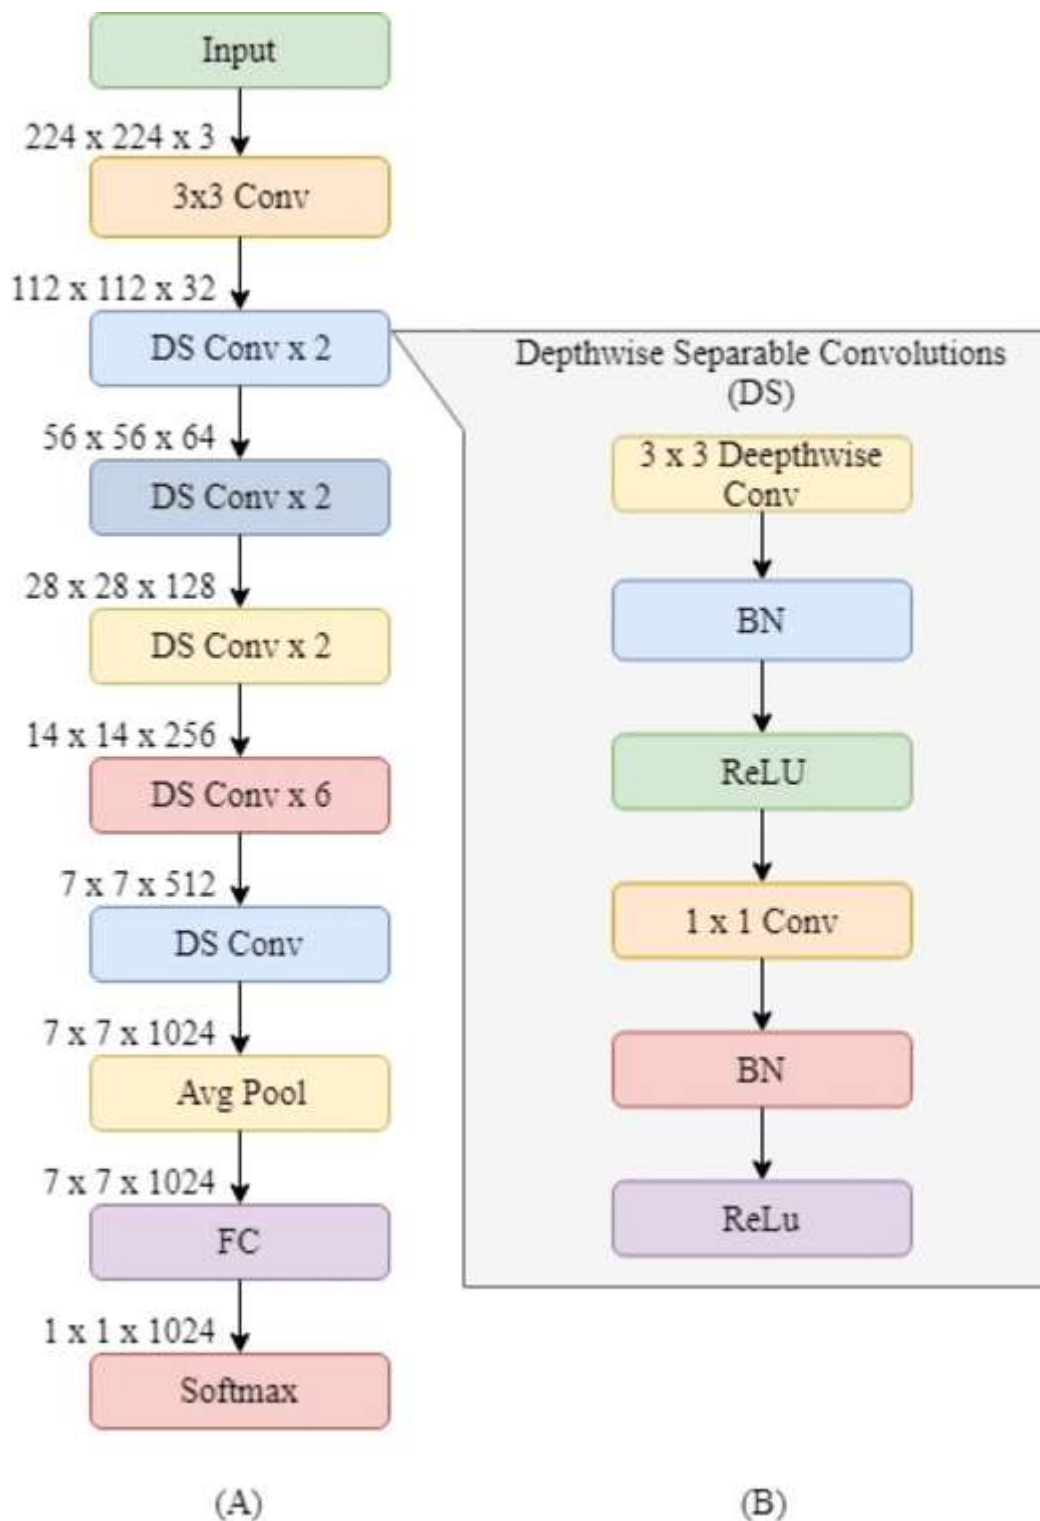 Input
224 x 224 x 3
3x3 Conv
112 x 112 x 32
DS Conv x 2
56 x 56 x 64
DS Conv x 2
28 x 28 x 128
DS Conv x 2
14 x 14 x 256
DS Conv x 6
7 x 7 x 512
DS Conv
7 x 7 x 1024
Avg Pool
7 x 7 x 1024
FC
1 x 1 x 1024
Softmax
(A)
Depthwise Separable Convolutions
(DS)
3 x 3 Deepthwise
Conv
BN
ReLU
1 x 1 Conv
BN
ReLu
(B)